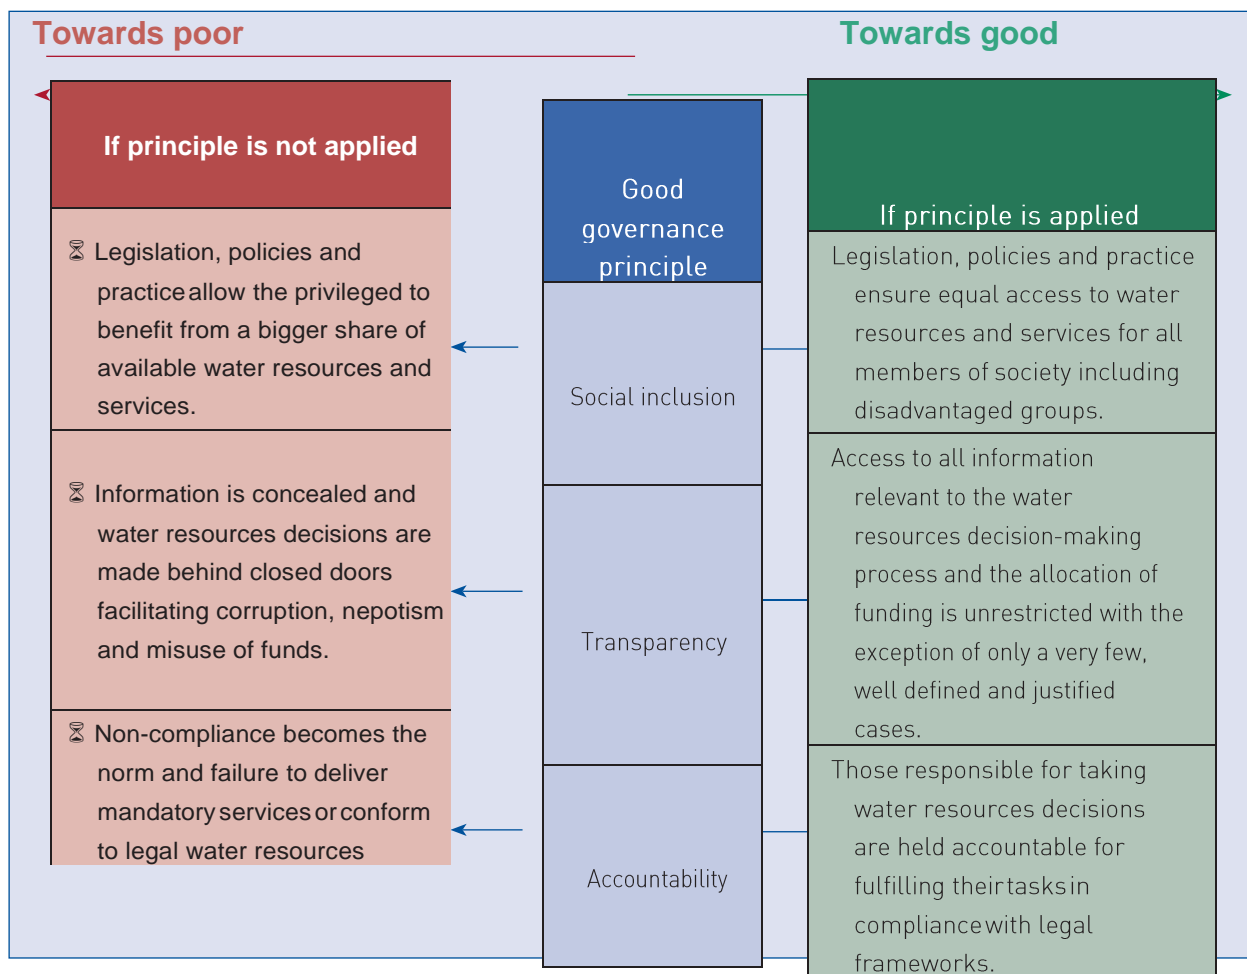 Towards poor
Towards good
If principle is not applied
Good
governance
principle
If principle is applied
Legislation, policies and
practice allow the privileged to
benefit from a bigger share of
available water resources and
services.
Social inclusion
Legislation, policies and practice
ensure equal access to water
resources and services for all
members of society including
disadvantaged groups.
Information is concealed and
water resources decisions are
made behind closed doors
facilitating corruption, nepotism
and misuse of funds.
Transparency
Access to all information
relevant to the water
resources decision-making
process and the allocation of
funding is unrestricted with the
exception of only a very few,
well defined and justified
cases.
Non-compliance becomes the
norm and failure to deliver
mandatory services or conform
to legal water resources
Accountability
Those responsible for taking
water resources decisions
are held accountable for
fulfilling their tasks in
compliance with legal
frameworks.